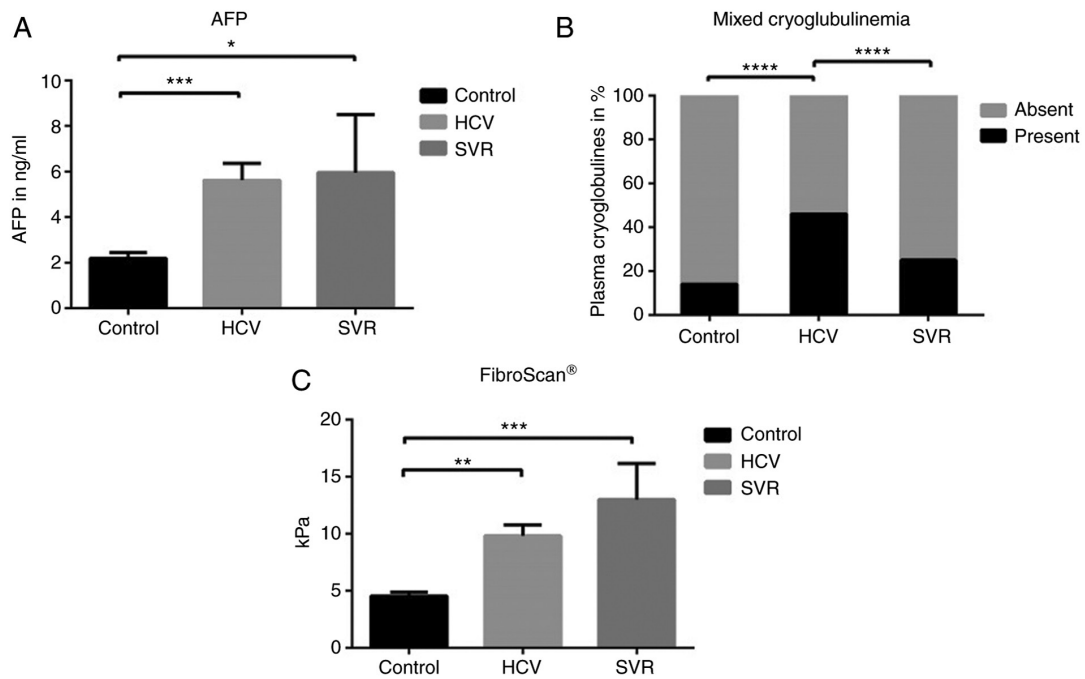 A
AFP
*
***
AFP in ng/ml
10
8
6
4
2
0
Control
HCV
SVR
Control
HCV
SVR
B
Mixed cryoglubulinemia
****
****
Plasma cryoglobulines in %
100
80
60
40
20
0
Control
HCV
SVR
Absent
Present
C
FibroScan®
***
**
kPa
20
15
10
5
0
Control
HCV
SVR
Control
HCV
SVR